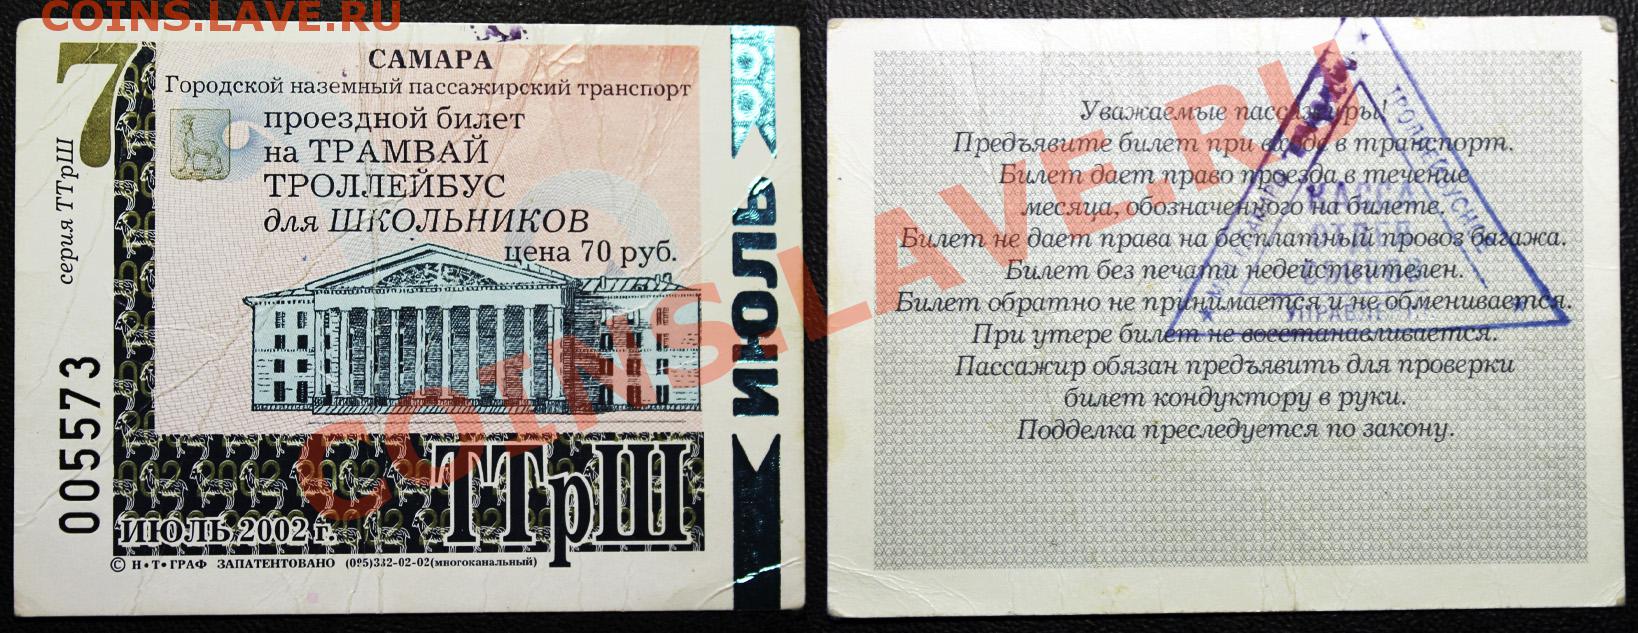 COINS.LAVE.RU
7
САМАРА
Городской наземный пассажирский транспорт
проездной билет
на ТРАМВАЙ
ТРОЛЛЕЙБУС
для ШКОЛЬНИКОВ
цена 70 руб.
серия ТТрШ
005573
ИЮЛЬ
ТТрШ
ИЮЛЬ 2002 г.
© Н•Т•ГРАФ ЗАПАТЕНТОВАНО (095)332-02-02(многоканальный)
Уважаемые пассажиры!
Предъявите билет при входе в транспорт.
Билет дает право проезда в течение
месяца, обозначенного на билете.
Билет не дает права на бесплатный провоз багажа.
Билет без печати недействителен.
Билет обратно не принимается и не обменивается.
При утере билет не восстанавливается.
Пассажир обязан предъявить для проверки
билет кондуктору в руки.
Подделка преследуется по закону.
КАССА
COINS.LAVE.RU